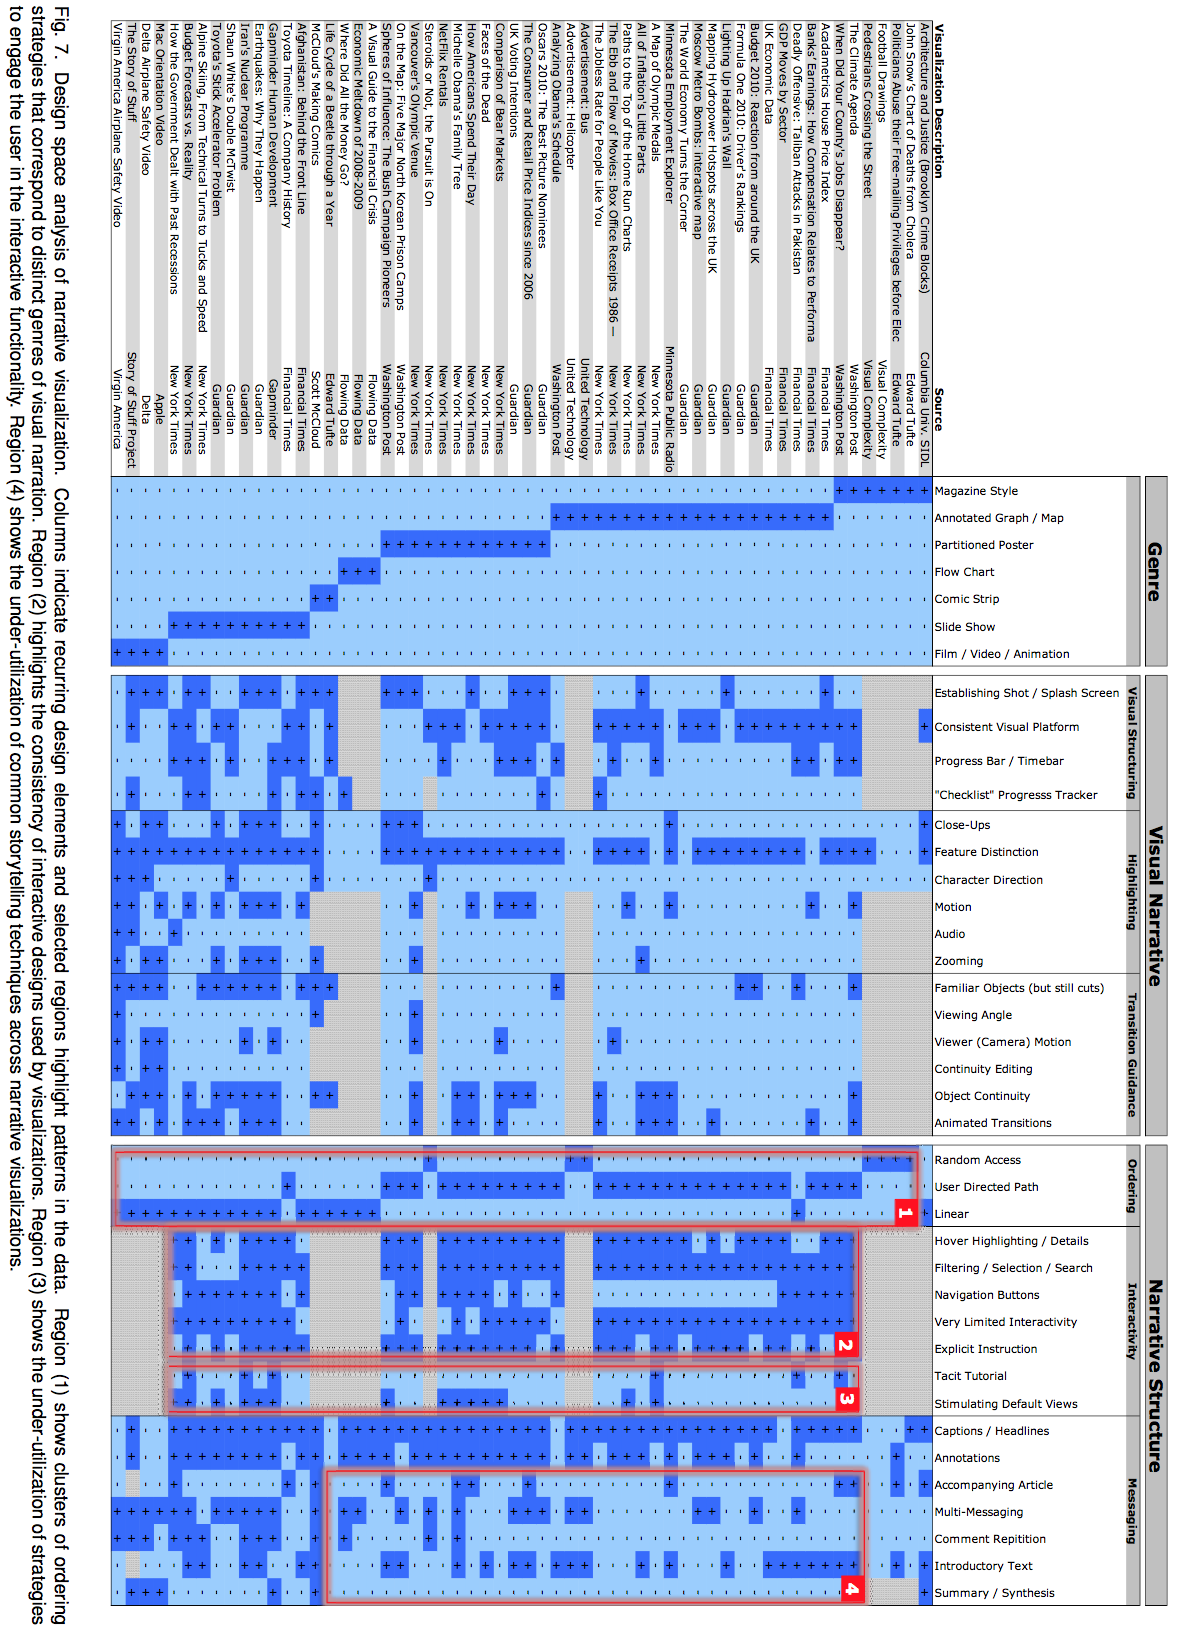 Genre
Visual Narrative
Narrative Structure
Visual Structuring
Highlighting
Transition Guidance
Ordering
Interactivity
Messaging
Magazine Style
Annotated Graph / Map
Partitioned Poster
Flow Chart
Comic Strip
Slide Show
Film / Video / Animation
Establishing Shot / Splash Screen
Consistent Visual Platform
Progress Bar / Timebar
"Checklist" Progresss Tracker
Close-Ups
Feature Distinction
Character Direction
Motion
Audio
Zooming
Familiar Objects (but still cuts)
Viewing Angle
Viewer (Camera) Motion
Continuity Editing
Object Continuity
Animated Transitions
Random Access
User Directed Path
Linear
Hover Highlighting / Details
Filtering / Selection / Search
Navigation Buttons
Very Limited Interactivity
Explicit Instruction
Tacit Tutorial
Stimulating Default Views
Captions / Headlines
Annotations
Accompanying Article
Multi-Messaging
Comment Repitition
Introductory Text
Summary / Synthesis
Visualization Description Source
Architecture and Justice (Brooklyn Crime Blocks) Columbia Univ. SIDL
John Snow's Chart of Deaths from Cholera Edward Tufte
Politicians Abuse their Free-mailing Privileges before Elec Edward Tufte
Football Drawings Visual Complexity
Pedestrians Crossing the Street Visual Complexity
The Climate Agenda Washington Post
When Did Your County's Jobs Disappear? Washington Post
Acadametrics House Price Index Financial Times
Banks' Earnings: How Compensation Relates to Performa Financial Times
Deadly Offensive: Taliban Attacks in Pakistan Financial Times
GDP Moves by Sector Financial Times
UK Economic Data Financial Times
Budget 2010: Reaction from around the UK Guardian
Formula One 2010: Driver's Rankings Guardian
Lighting Up Hadrian's Wall Guardian
Mapping Hydropower Hotspots across the UK Guardian
Moscow Metro Bombs: interactive map Guardian
The World Economy Turns the Corner Guardian
Minnesota Employment Explorer Minnesota Public Radio
A Map of Olympic Medals New York Times
All of Inflation's Little Parts New York Times
Paths to the Top of the Home Run Charts New York Times
The Ebb and Flow of Movies: Box Office Receipts 1986 — New York Times
The Jobless Rate for People Like You New York Times
Advertisement: Bus United Technology
Advertisement: Helicopter United Technology
Analyzing Obama's Schedule Washington Post
Oscars 2010: The Best Picture Nominees Guardian
The Consumer and Retail Price Indices since 2006 Guardian
UK Voting Intentions Guardian
Comparison of Bear Markets New York Times
Faces of the Dead New York Times
How Americans Spend Their Day New York Times
Michelle Obama's Family Tree New York Times
NetFlix Rentals New York Times
Steroids or Not, the Pursuit is On New York Times
Vancouver's Olympic Venue New York Times
On the Map: Five Major North Korean Prison Camps Washington Post
Spheres of Influence: The Bush Campaign Pioneers Washington Post
A Visual Guide to the Financial Crisis Flowing Data
Economic Meltdown of 2008-2009 Flowing Data
Where Did All the Money Go? Flowing Data
Life Cycle of a Beetle through a Year Edward Tufte
McCloud's Making Comics Scott McCloud
Afghanistan: Behind the Front Line Financial Times
Toyota Timeline: A Company History Financial Times
Gapminder Human Development Gapminder
Earthquakes: Why They Happen Guardian
Iran's Nuclear Programme Guardian
Shaun White's Double McTwist Guardian
Toyota's Stick Accelerator Problem Guardian
Alpine Skiing, From Technical Turns to Tucks and Speed New York Times
Budget Forecasts vs. Reality New York Times
How the Government Dealt with Past Recessions New York Times
Mac Orientation Video Apple
Delta Airplane Safety Video Delta
The Story of Stuff Story of Stuff Project
Virgin America Airplane Safety Video Virgin America
1
2
3
4
Fig. 7. Design space analysis of narrative visualization. Columns indicate recurring design elements and selected regions highlight patterns in the data. Region (1) shows clusters of ordering
strategies that correspond to distinct genres of visual narration. Region (2) highlights the consistency of interactive designs used by visualizations. Region (3) shows the under-utilization of strategies
to engage the user in the interactive functionality. Region (4) shows the under-utilization of common storytelling techniques across narrative visualizations.